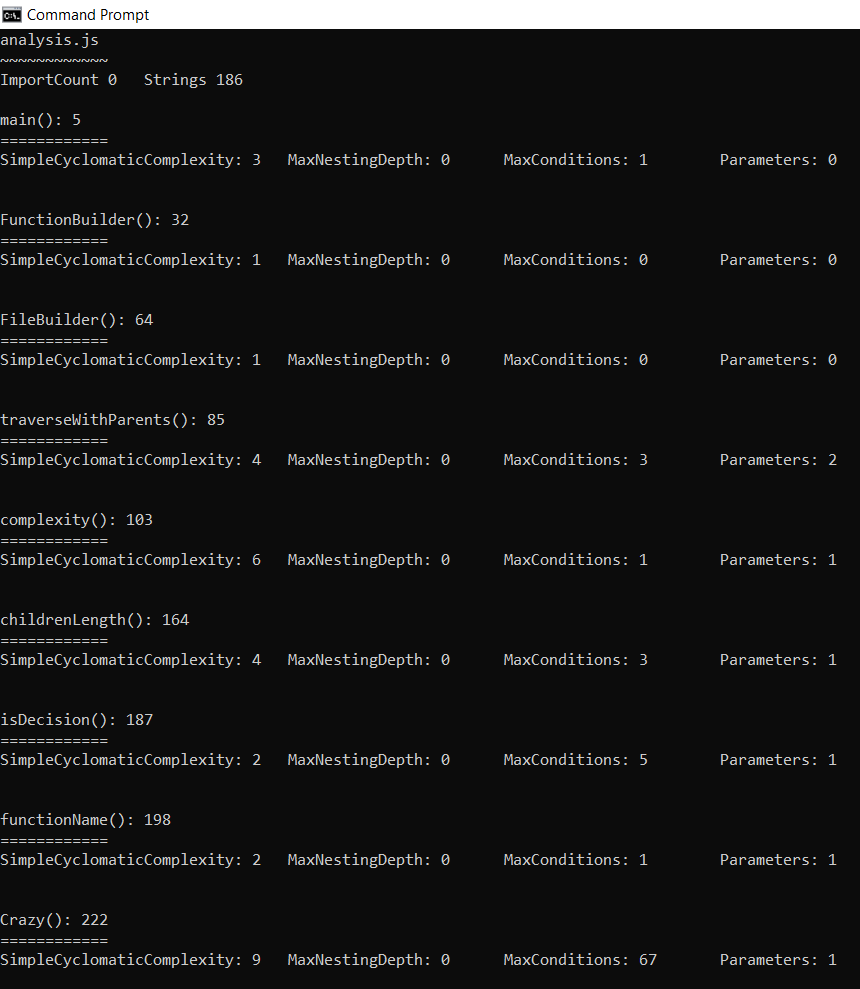 Command Prompt
analysis.js
~~~~~~~~~~~~
ImportCount 0   Strings 186
main(): 5
============
SimpleCyclomaticComplexity: 3   MaxNestingDepth: 0      MaxConditions: 1        Parameters: 0
FunctionBuilder(): 32
============
SimpleCyclomaticComplexity: 1   MaxNestingDepth: 0      MaxConditions: 0        Parameters: 0
FileBuilder(): 64
============
SimpleCyclomaticComplexity: 1   MaxNestingDepth: 0      MaxConditions: 0        Parameters: 0
traverseWithParents(): 85
============
SimpleCyclomaticComplexity: 4   MaxNestingDepth: 0      MaxConditions: 3        Parameters: 2
complexity(): 103
============
SimpleCyclomaticComplexity: 6   MaxNestingDepth: 0      MaxConditions: 1        Parameters: 1
childrenLength(): 164
============
SimpleCyclomaticComplexity: 4   MaxNestingDepth: 0      MaxConditions: 3        Parameters: 1
isDecision(): 187
============
SimpleCyclomaticComplexity: 2   MaxNestingDepth: 0      MaxConditions: 5        Parameters: 1
functionName(): 198
============
SimpleCyclomaticComplexity: 2   MaxNestingDepth: 0      MaxConditions: 1        Parameters: 1
Crazy(): 222
============
SimpleCyclomaticComplexity: 9   MaxNestingDepth: 0      MaxConditions: 67       Parameters: 1